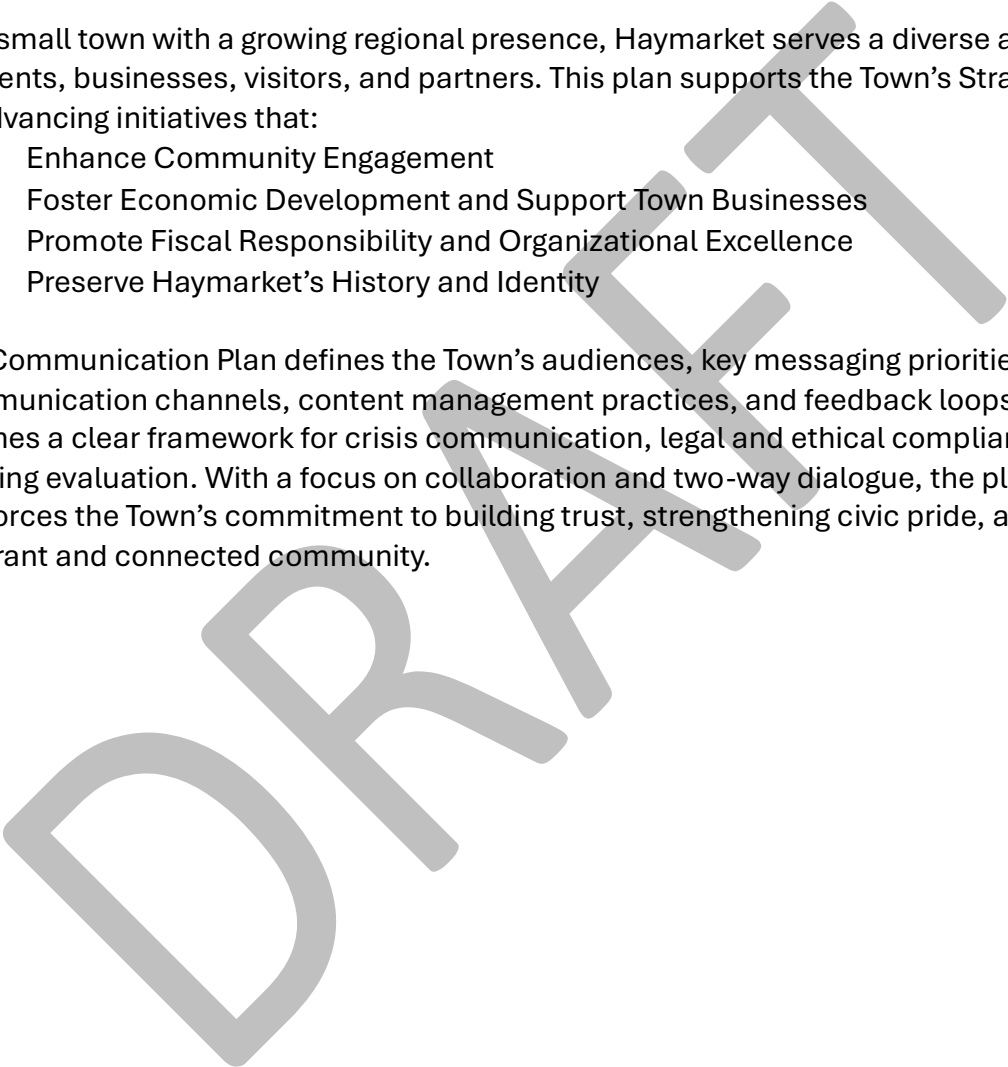 small town with a growing regional presence, Haymarket serves a diverse a
ents, businesses, visitors, and partners. This plan supports the Town’s Stra
dvancing initiatives that:
Enhance Community Engagement
Foster Economic Development and Support Town Businesses
Promote Fiscal Responsibility and Organizational Excellence
Preserve Haymarket’s History and Identity
Communication Plan defines the Town’s audiences, key messaging prioritie
munication channels, content management practices, and feedback loops
nes a clear framework for crisis communication, legal and ethical complian
ing evaluation. With a focus on collaboration and two-way dialogue, the pl
orces the Town’s commitment to building trust, strengthening civic pride, a
rant and connected community.
DRAFT